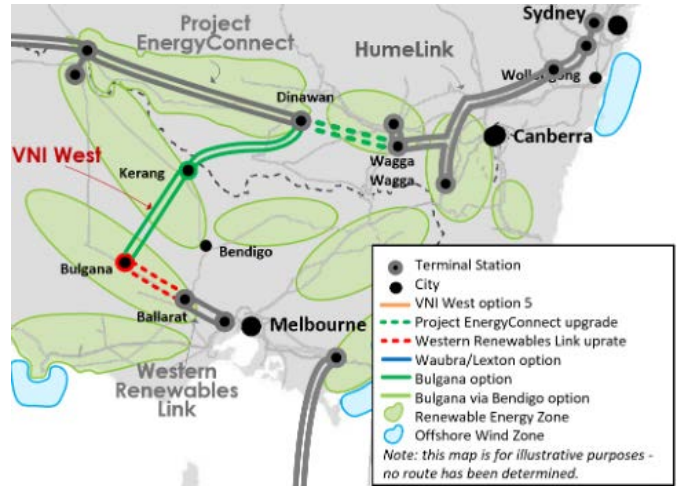 Project
EnergyConnect
HumeLink
Sydney
Wollongong
Dinawan
Canberra
VNI West
Kerang
Wagga
Wagga
Bendigo
Bulgana
Ballarat
Melbourne
Western
Renewables
Link
Terminal Station
City
VNI West option 5
Project EnergyConnect upgrade
Western Renewables Link uprate
Waubra/Lexton option
Bulgana option
Bulgana via Bendigo option
Renewable Energy Zone
Offshore Wind Zone
Note: this map is for illustrative purposes -
no route has been determined.